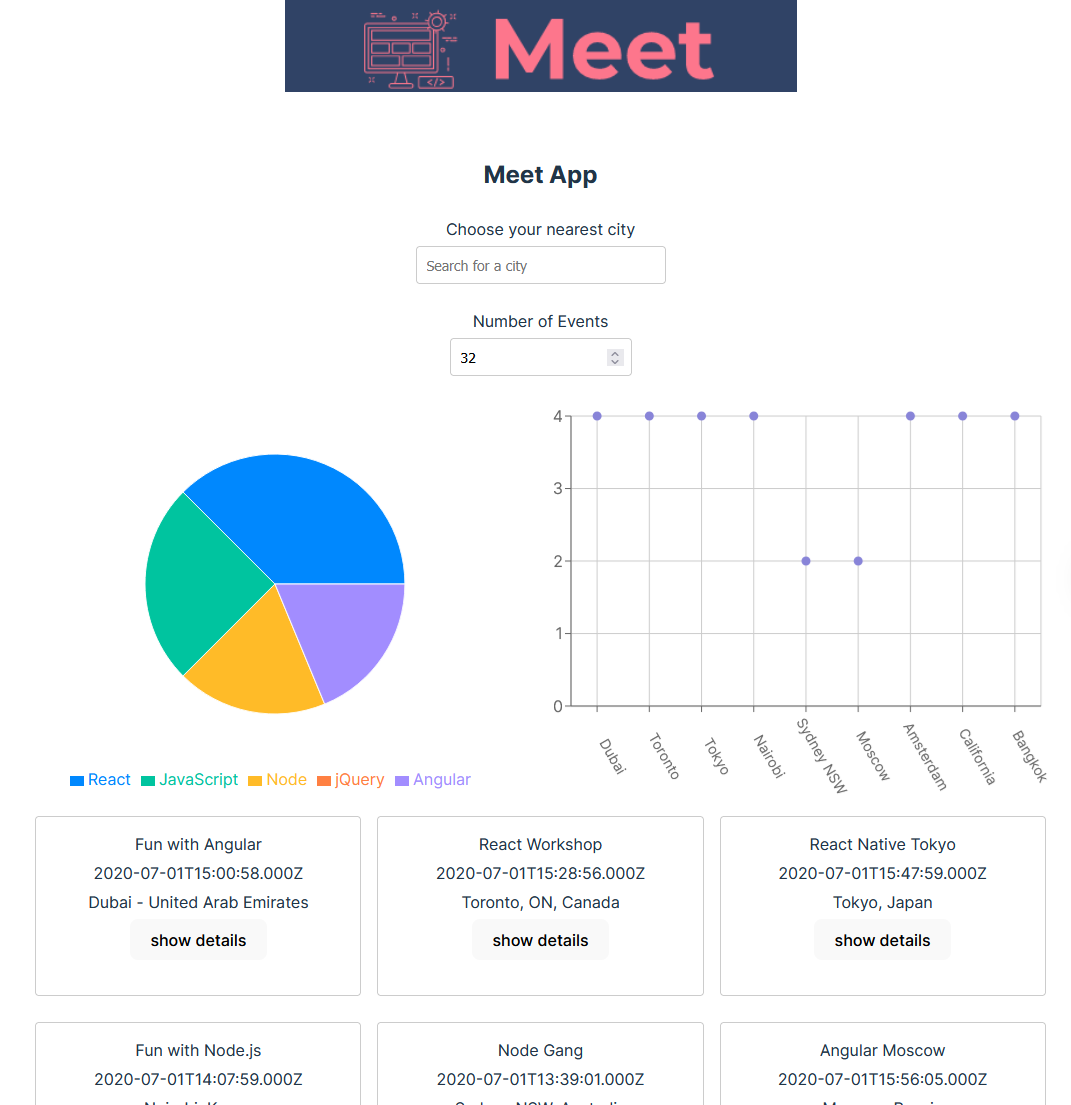 </> Meet
Meet App
Choose your nearest city
Search for a city
Number of Events
32
4
3
2
1
0
Dubai
Toronto
Tokyo
Nairobi
Sydney NSW
Moscow
Amsterdam
California
Bangkok
React JavaScript Node jQuery Angular
Fun with Angular
2020-07-01T15:00:58.000Z
Dubai - United Arab Emirates
show details
React Workshop
2020-07-01T15:28:56.000Z
Toronto, ON, Canada
show details
React Native Tokyo
2020-07-01T15:47:59.000Z
Tokyo, Japan
show details
Fun with Node.js
2020-07-01T14:07:59.000Z
Node Gang
2020-07-01T13:39:01.000Z
Angular Moscow
2020-07-01T15:56:05.000Z